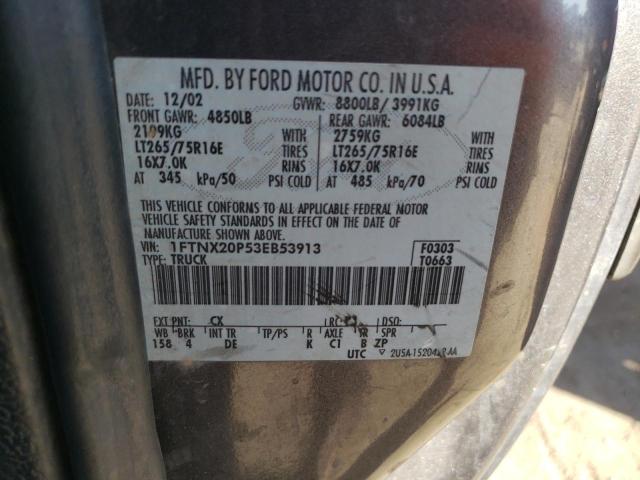 MFD. BY FORD MOTOR CO. IN U.S.A.
DATE: 12/02 GVWR: 8800LB/ 3991KG
FRONT GAWR: 4850LB REAR GAWR: 6084LB
2199KG WITH 2759KG WITH
LT265/75R16E TIRES LT265/75R16E TIRES
16X7.0K RIMS 16X7.0K RIMS
AT 345 kPa/50 PSI COLD AT 485 kPa/70 PSI COLD
THIS VEHICLE CONFORMS TO ALL APPLICABLE FEDERAL MOTOR
VEHICLE SAFETY STANDARDS IN EFFECT ON THE DATE OF
MANUFACTURE SHOWN ABOVE.
VIN: 1FTNX20P53EB53913 F0303
TYPE: TRUCK T0663
EXT PNT: CX RC: DSO:
WB BRK INT TR TP/PS R AXLE TR SPR
158 4 DE K C1 B ZP
UTC